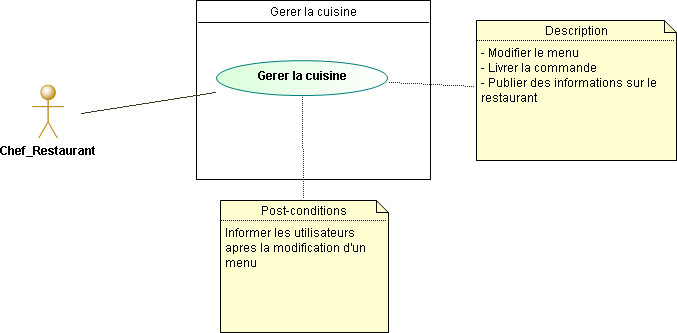 Gerer la cuisine
Gerer la cuisine
Chef_Restaurant
Description
- Modifier le menu
- Livrer la commande
- Publier des informations sur le
restaurant
Post-conditions
Informer les utilisateurs
apres la modification d'un
menu